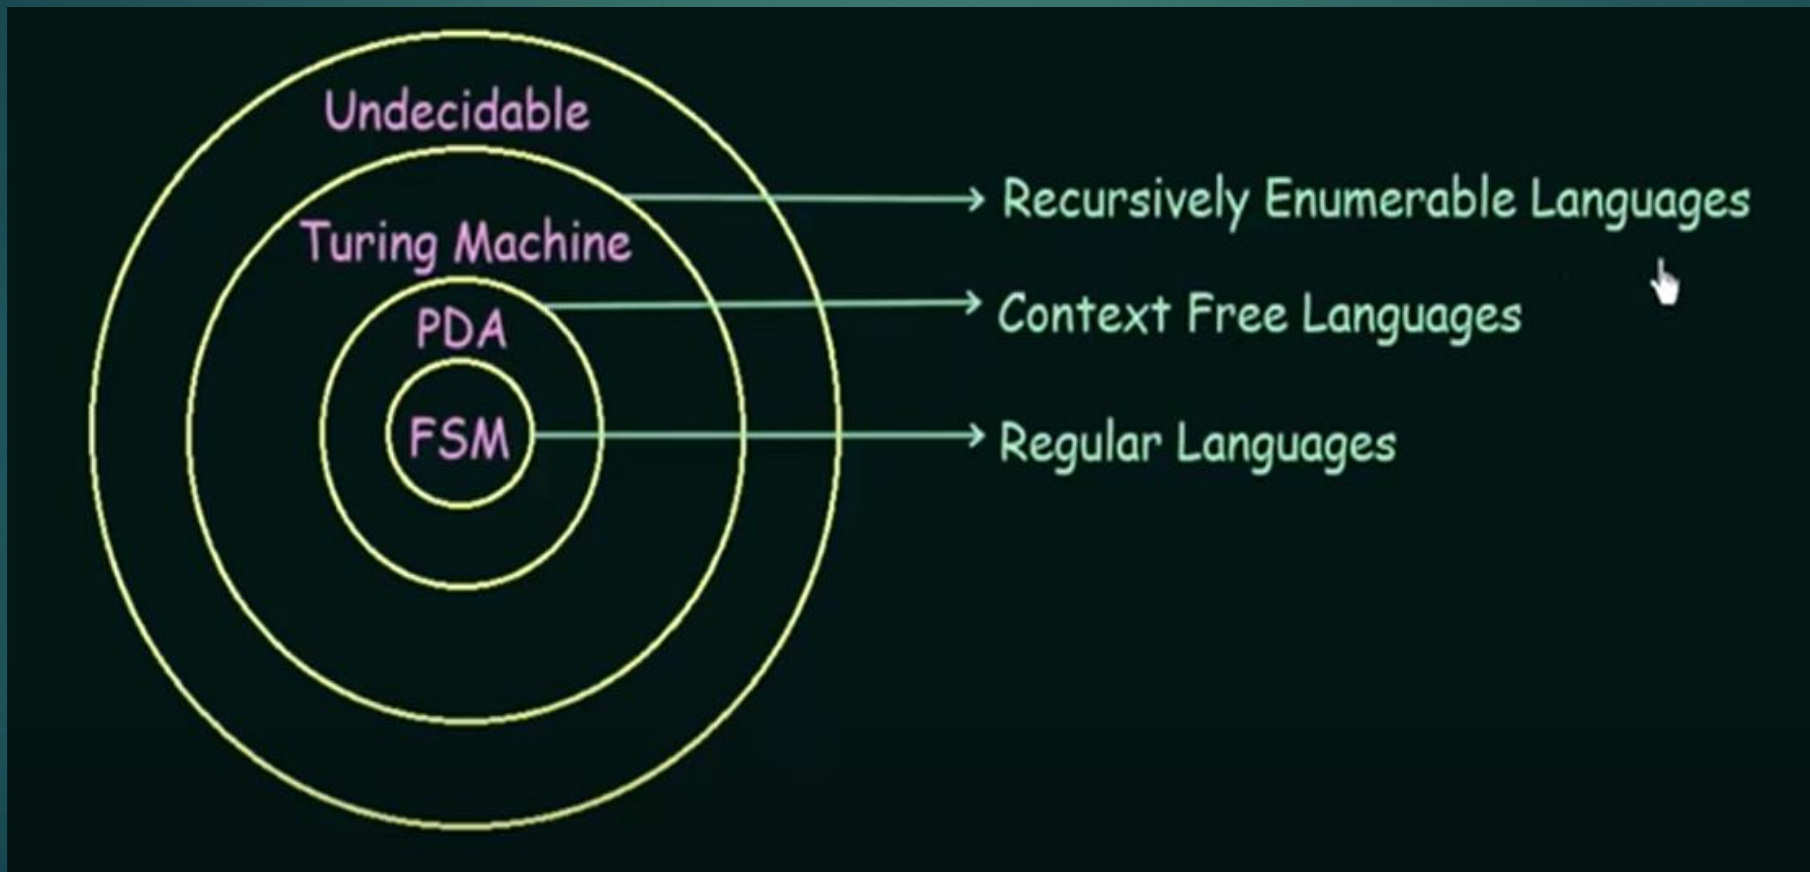 Undecidable
Recursively Enumerable Languages
Turing Machine
Context Free Languages
PDA
FSM
Regular Languages